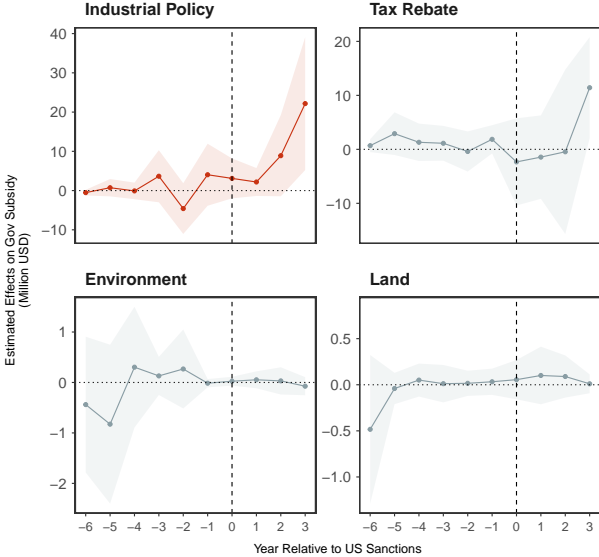 Industrial Policy
Tax Rebate
40
30
20
10
0
−10
20
10
0
−10
Estimated Effects on Gov Subsidy
(Million USD)
Environment
Land
1
0
−1
−2
0.5
0.0
−0.5
−1.0
−6 −5 −4 −3 −2 −1 0 1 2 3
−6 −5 −4 −3 −2 −1 0 1 2 3
Year Relative to US Sanctions